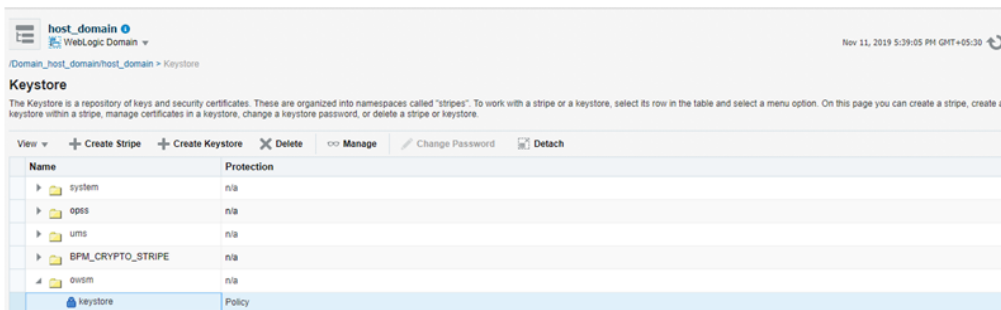 host_domain
WebLogic Domain
Nov 11, 2019 5:39:05 PM GMT+05:30
/Domain_host_domain/host_domain > Keystore
Keystore
The Keystore is a repository of keys and security certificates. These are organized into namespaces called "stripes". To work with a stripe or a keystore, select its row in the table and select a menu option. On this page you can create a stripe, create a
keystore within a stripe, manage certificates in a keystore, change a keystore password, or delete a stripe or keystore.
View Create Stripe Create Keystore Delete Manage Change Password Detach
Name Protection
system n/a
opss n/a
ums n/a
BPM_CRYPTO_STRIPE n/a
owsm n/a
keystore Policy